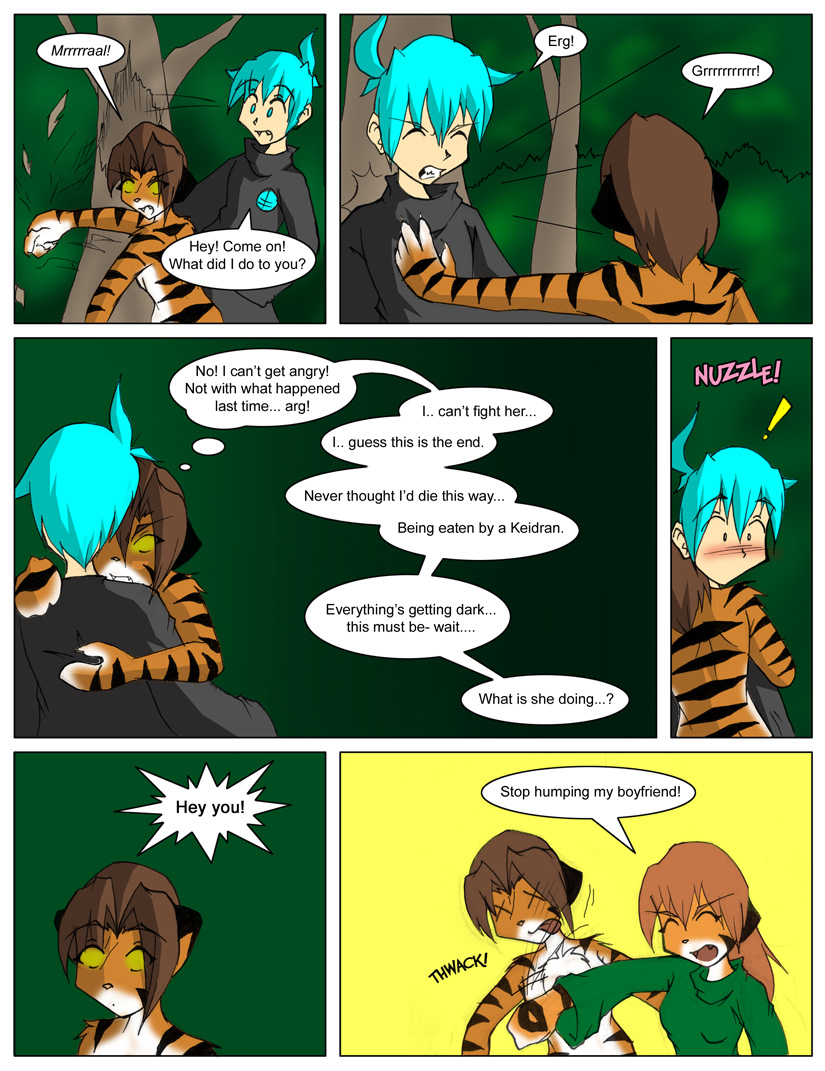 Mrrrrraal!
Hey! Come on!
What did I do to you?
Erg!
Grrrrrrrrrrr!
No! I can't get angry!
Not with what happened
last time... arg!
I.. can't fight her...
I.. guess this is the end.
Never thought I'd die this way...
Being eaten by a Keidran.
Everything's getting dark...
this must be- wait....
What is she doing...?
NUZZLE!
!
Hey you!
Stop humping my boyfriend!
THWACK!